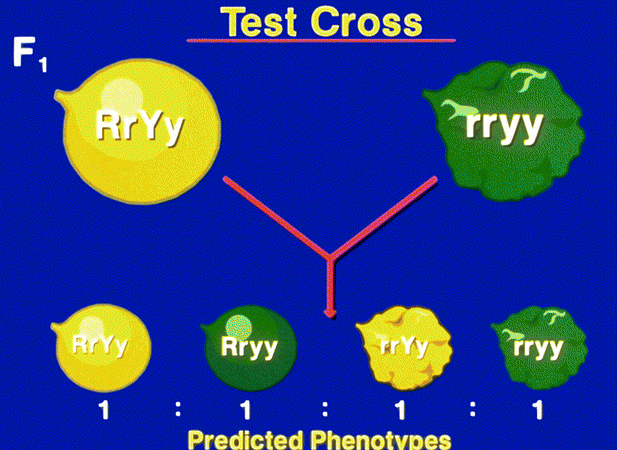 Test Cross
F1
RrYy rryy
RrYy Rryy rrYy rryy
1 : 1 : 1 : 1
Predicted Phenotypes